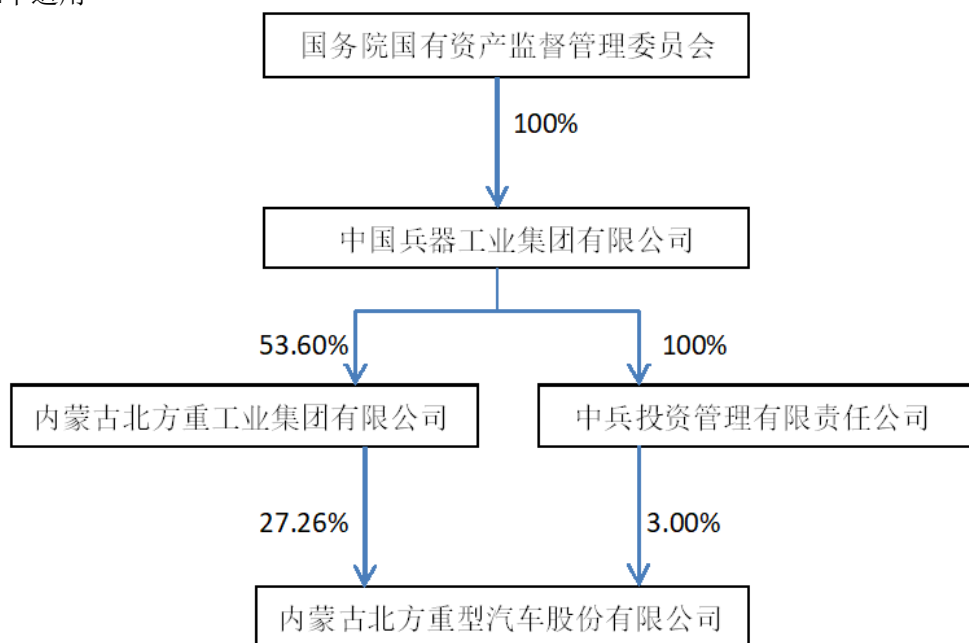 国务院国有资产监督管理委员会
100%
中国兵器工业集团有限公司
53.60%
100%
内蒙古北方重工业集团有限公司
中兵投资管理有限责任公司
27.26%
3.00%
内蒙古北方重型汽车股份有限公司